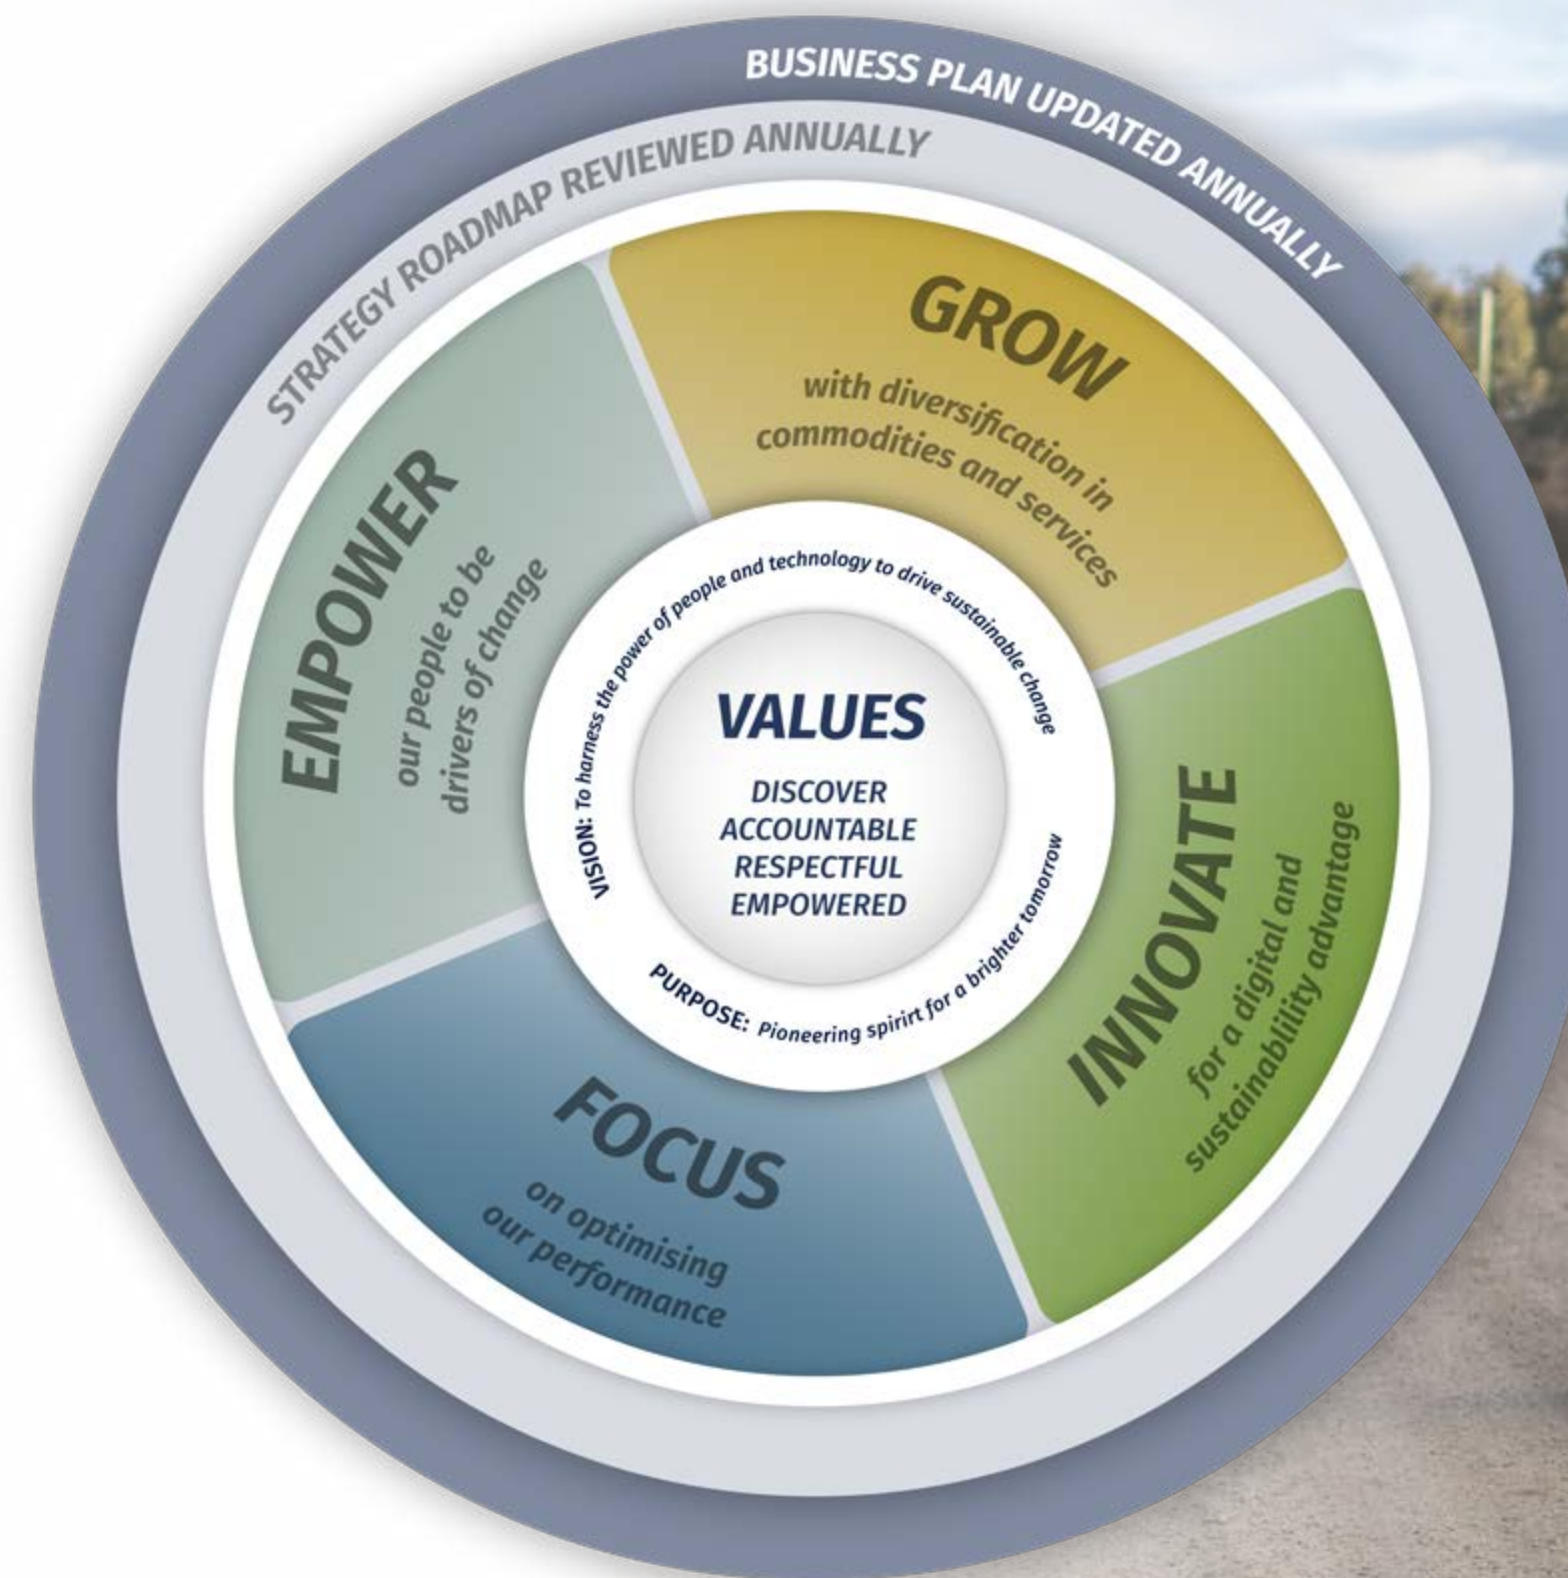 BUSINESS PLAN UPDATED ANNUALLY
STRATEGY ROADMAP REVIEWED ANNUALLY
GROW
with diversification in
commodities and services
EMPOWER
our people to be
drivers of change
INNOVATE
for a digital and
sustainablility advantage
FOCUS
on optimising
our performance
VISION: To harness the power of people and technology to drive sustainable change
VALUES
DISCOVER
ACCOUNTABLE
RESPECTFUL
EMPOWERED
PURPOSE: Pioneering spirirt for a brighter tomorrow